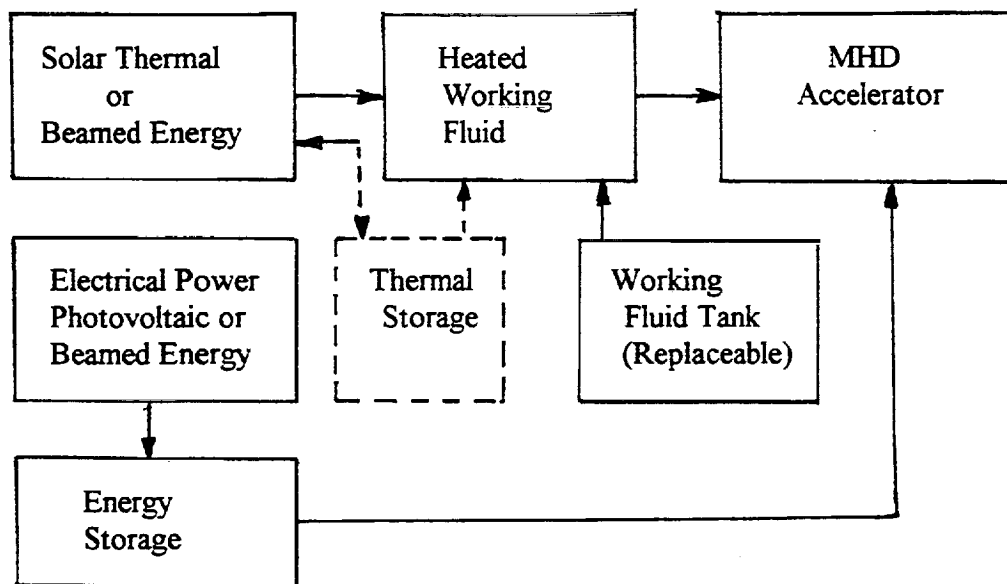 Solar Thermal
or
Beamed Energy
Heated
Working
Fluid
MHD
Accelerator
Electrical Power
Photovoltaic or
Beamed Energy
Thermal
Storage
Working
Fluid Tank
(Replaceable)
Energy
Storage